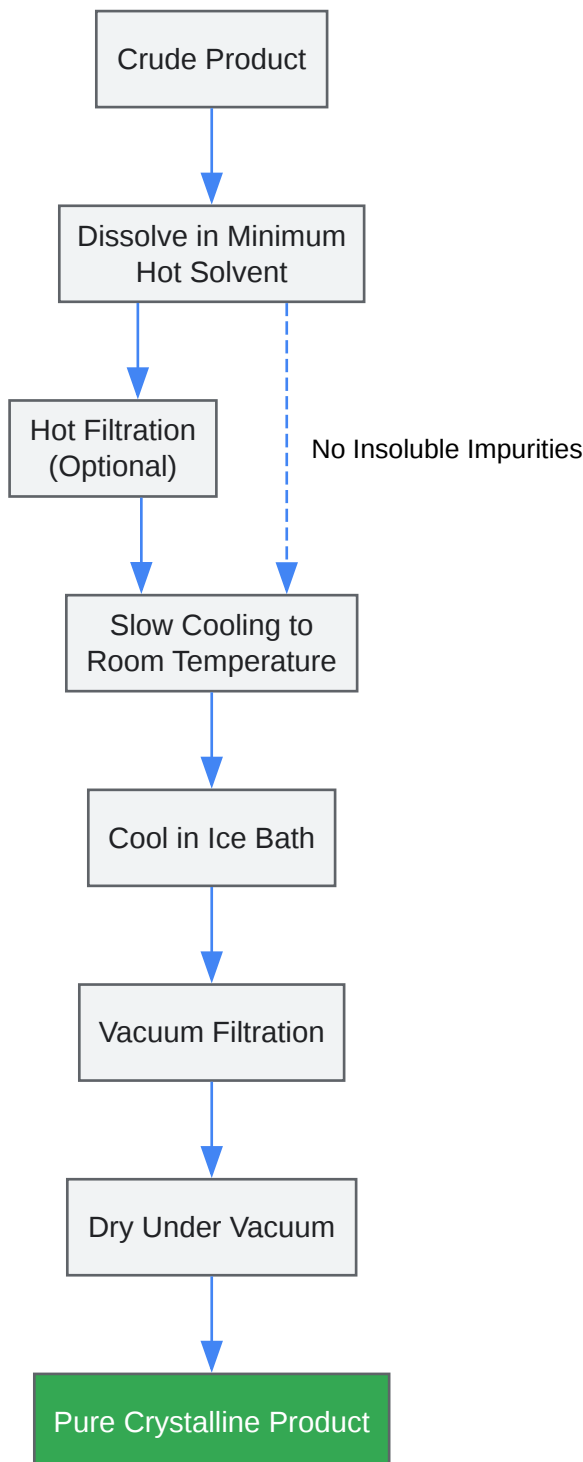 Crude Product
Dissolve in Minimum
Hot Solvent
Hot Filtration
(Optional)
No Insoluble Impurities
Slow Cooling to
Room Temperature
Cool in Ice Bath
Vacuum Filtration
Dry Under Vacuum
Pure Crystalline Product